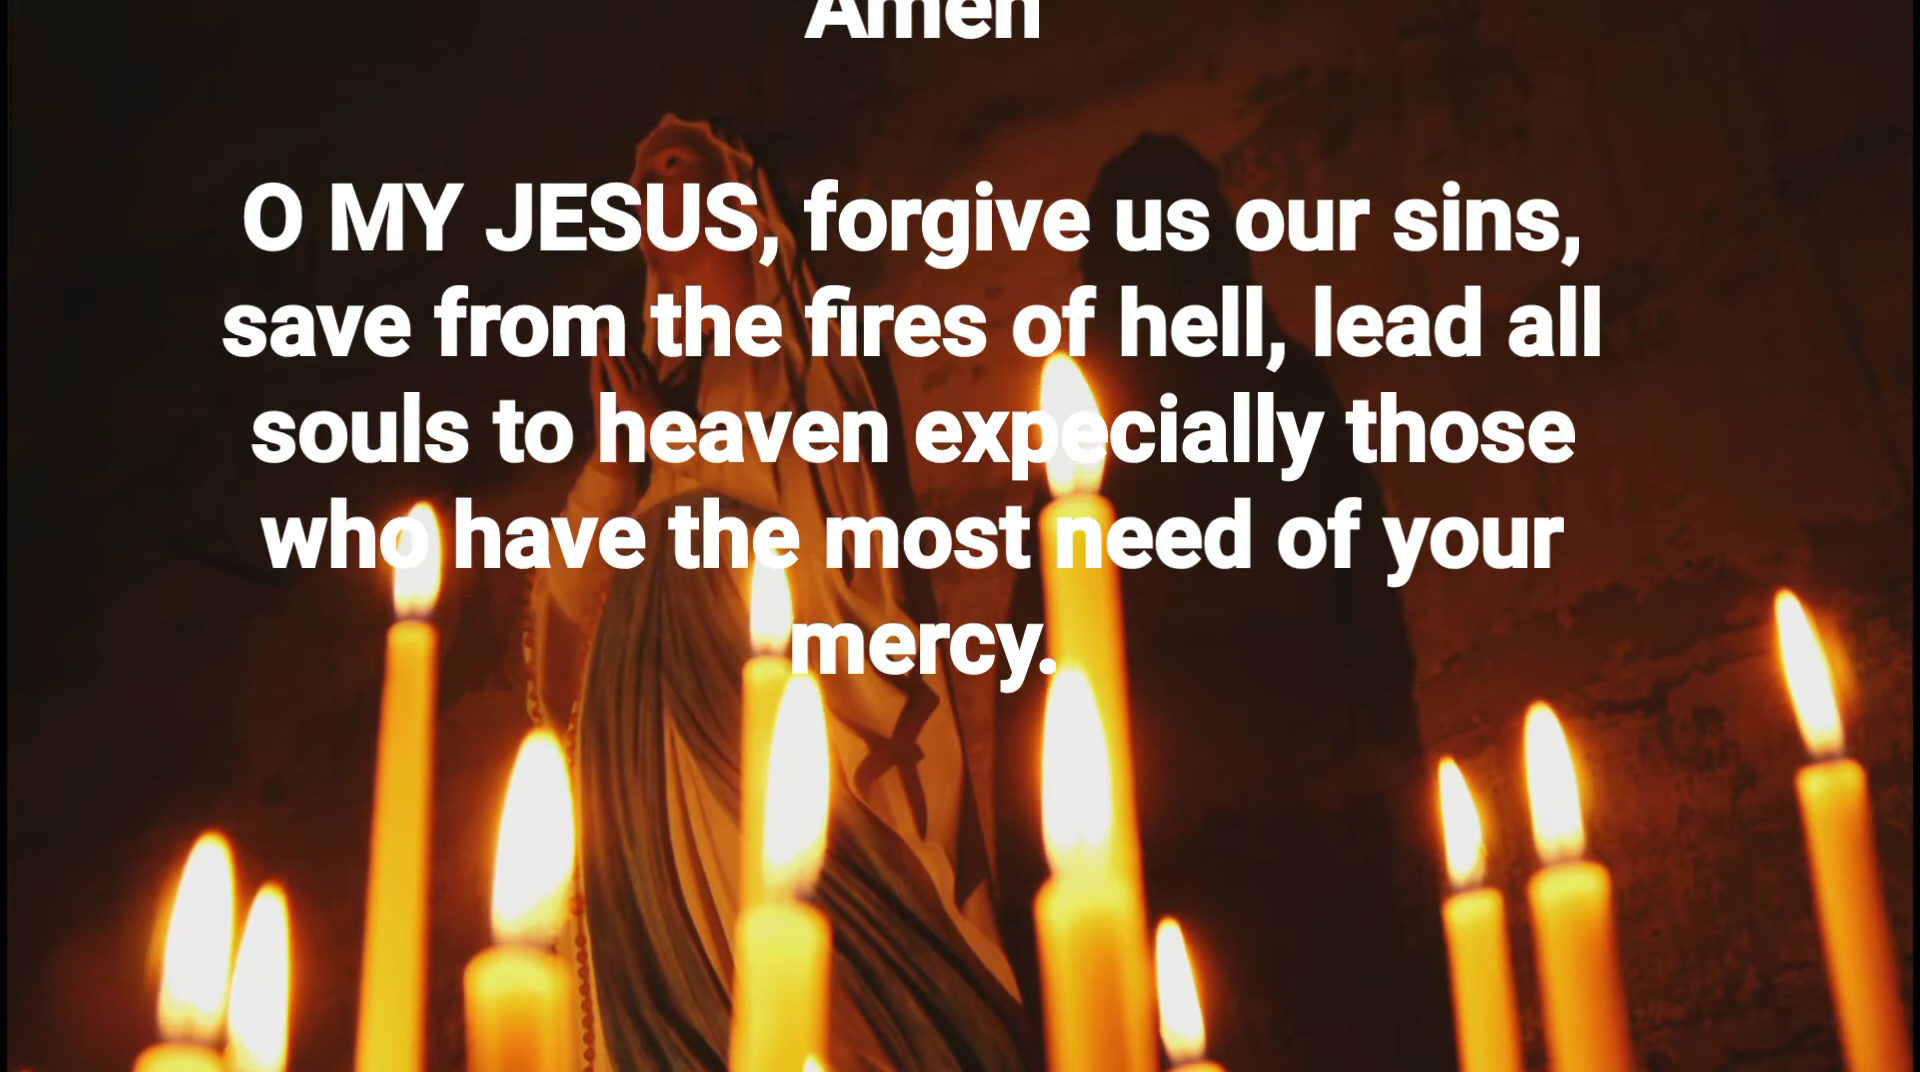 Amen
O MY JESUS, forgive us our sins,
save from the fires of hell, lead all
souls to heaven expecially those
who have the most need of your
mercy.